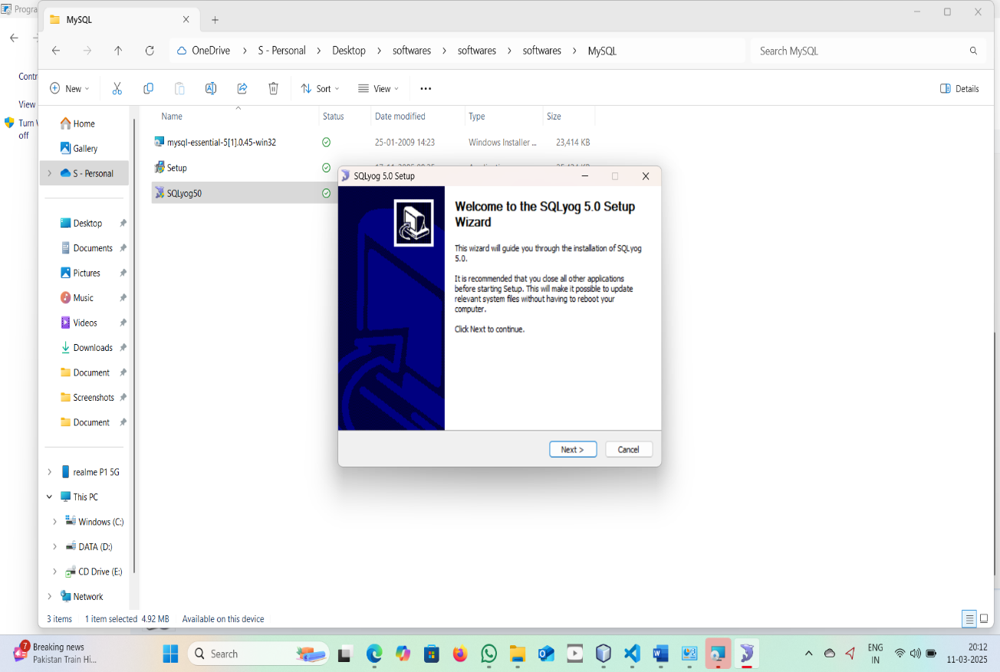 Progra
MySQL
OneDrive > S - Personal > Desktop > softwares > softwares > softwares > MySQL
Search MySQL
Contr
New
Sort
View
Details
View
Turn W
off
Name
Status
Date modified
Type
Size
Home
Gallery
S - Personal
Desktop
Documents
Pictures
Music
Videos
Downloads
Document
Screenshots
Document
realme P1 5G
This PC
Windows (C:)
DATA (D:)
CD Drive (E:)
Network
mysql-essential-5[1].0.45-win32
25-01-2009 14:23
Windows Installer ...
23,414 KB
Setup
SQLyog50
SQLyog 5.0 Setup
Welcome to the SQLyog 5.0 Setup
Wizard
This wizard will guide you through the installation of SQLyog
5.0.
It is recommended that you close all other applications
before starting Setup. This will make it possible to update
relevant system files without having to reboot your
computer.
Click Next to continue.
Next >
Cancel
3 items
1 item selected 4.92 MB
Available on this device
7
Breaking news
Pakistan Train Hi...
Search
ENG
IN
20:12
11-03-2025